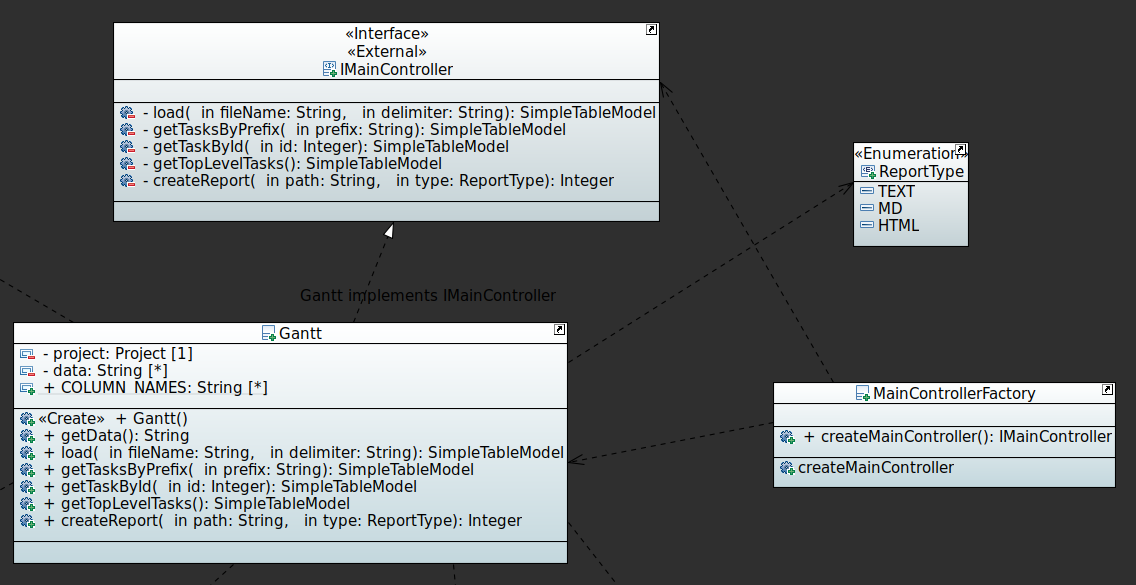 «Interface»
«External»
IMainController
- load(  in fileName: String,   in delimiter: String): SimpleTableModel
- getTasksByPrefix(  in prefix: String): SimpleTableModel
- getTaskById(  in id: Integer): SimpleTableModel
- getTopLevelTasks(): SimpleTableModel
- createReport(  in path: String,   in type: ReportType): Integer
«Enumeration»
ReportType
TEXT
MD
HTML
Gantt implements IMainController
Gantt
- project: Project [1]
- data: String [*]
+ COLUMN_NAMES: String [*]
«Create»  + Gantt()
+ getData(): String
+ load(  in fileName: String,   in delimiter: String): SimpleTableModel
+ getTasksByPrefix(  in prefix: String): SimpleTableModel
+ getTaskById(  in id: Integer): SimpleTableModel
+ getTopLevelTasks(): SimpleTableModel
+ createReport(  in path: String,   in type: ReportType): Integer
MainControllerFactory
+ createMainController(): IMainController
createMainController